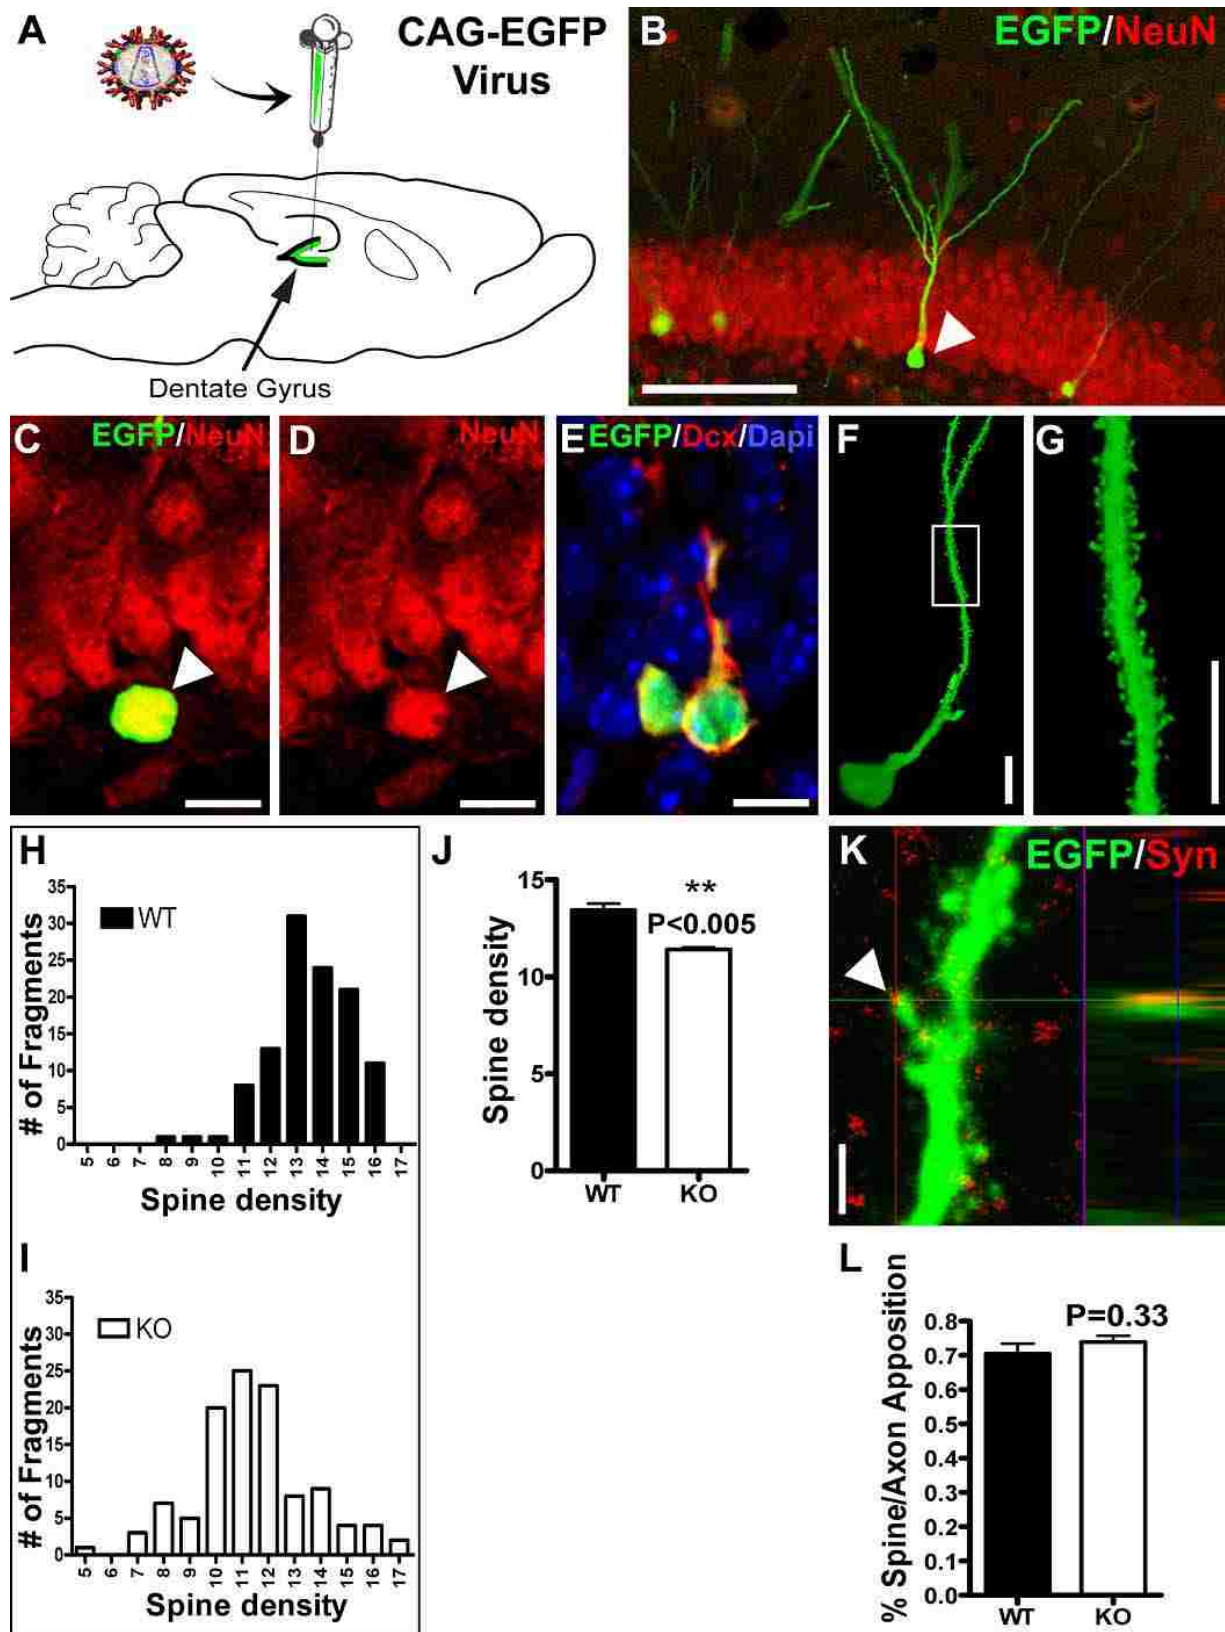 A
CAG-EGFP
Virus
Dentate Gyrus
B
EGFP/NeuN
C
EGFP/NeuN
D
NeuN
E
EGFP/Dcx/Dapi
F
G
H
35
30
25
20
15
10
5
0
WT
# of Fragments
5 6 7 8 9 10 11 12 13 14 15 16 17
Spine density
I
35
30
25
20
15
10
5
0
KO
# of Fragments
5 6 7 8 9 10 11 12 13 14 15 16 17
Spine density
J
15
10
5
0
Spine density
**
P<0.005
WT KO
K
EGFP/Syn
L
% Spine/Axon Apposition
0.8
0.7
0.6
0.5
0.4
0.3
0.2
0.1
0.0
P=0.33
WT KO